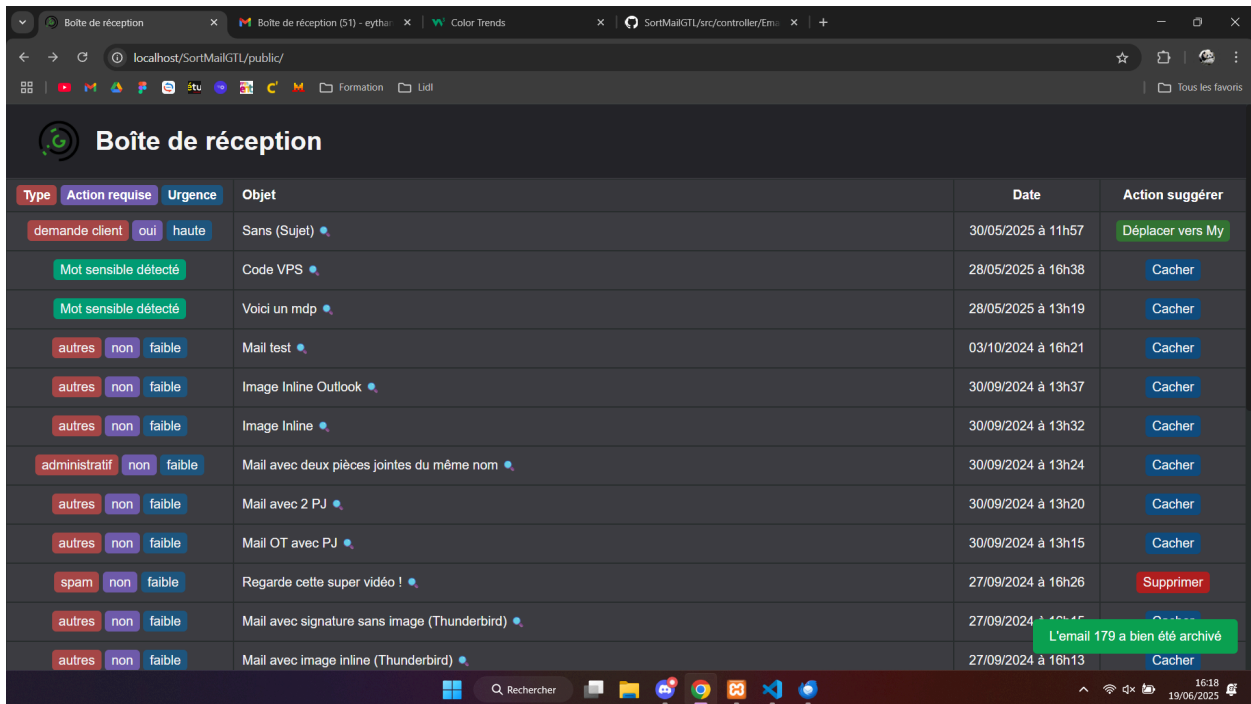 Boîte de réception
Boîte de réception (51) - eythan
Color Trends
SortMailGTL/src/controller/Ema
localhost/SortMailGTL/public/
étu
Formation
Lidl
Tous les favoris
G
Boîte de réception
Type Action requise Urgence Objet Date Action suggérer
demande client oui haute Sans (Sujet) 30/05/2025 à 11h57 Déplacer vers My
Mot sensible détecté Code VPS 28/05/2025 à 16h38 Cacher
Mot sensible détecté Voici un mdp 28/05/2025 à 13h19 Cacher
autres non faible Mail test 03/10/2024 à 16h21 Cacher
autres non faible Image Inline Outlook 30/09/2024 à 13h37 Cacher
autres non faible Image Inline 30/09/2024 à 13h32 Cacher
administratif non faible Mail avec deux pièces jointes du même nom 30/09/2024 à 13h24 Cacher
autres non faible Mail avec 2 PJ 30/09/2024 à 13h20 Cacher
autres non faible Mail OT avec PJ 30/09/2024 à 13h15 Cacher
spam non faible Regarde cette super vidéo ! 27/09/2024 à 16h26 Supprimer
autres non faible Mail avec signature sans image (Thunderbird) 27/09/2024
L'email 179 a bien été archivé
autres non faible Mail avec image inline (Thunderbird) 27/09/2024 à 16h13 Cacher
Rechercher
16:18
19/06/2025